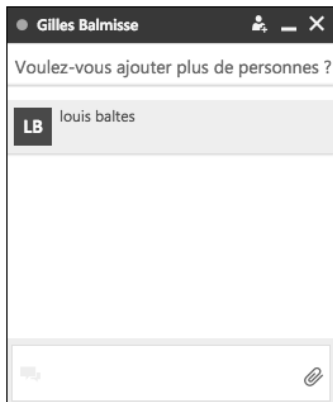 Gilles Balmisse
Voulez-vous ajouter plus de personnes ?
LB
louis baltes